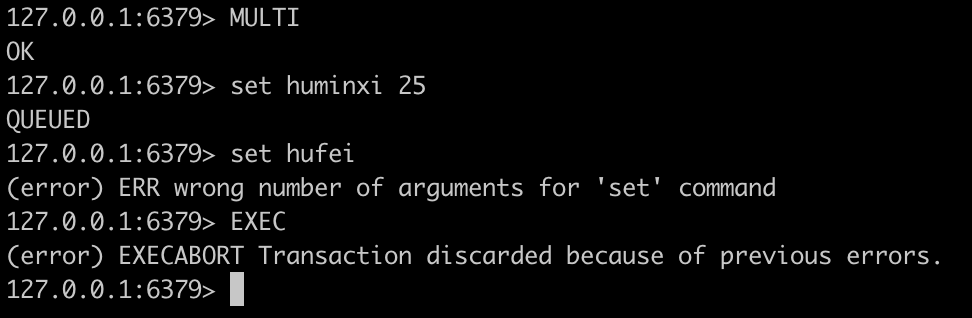 127.0.0.1:6379> MULTI
OK
127.0.0.1:6379> set huminxi 25
QUEUED
127.0.0.1:6379> set hufei
(error) ERR wrong number of arguments for 'set' command
127.0.0.1:6379> EXEC
(error) EXECABORT Transaction discarded because of previous errors.
127.0.0.1:6379>